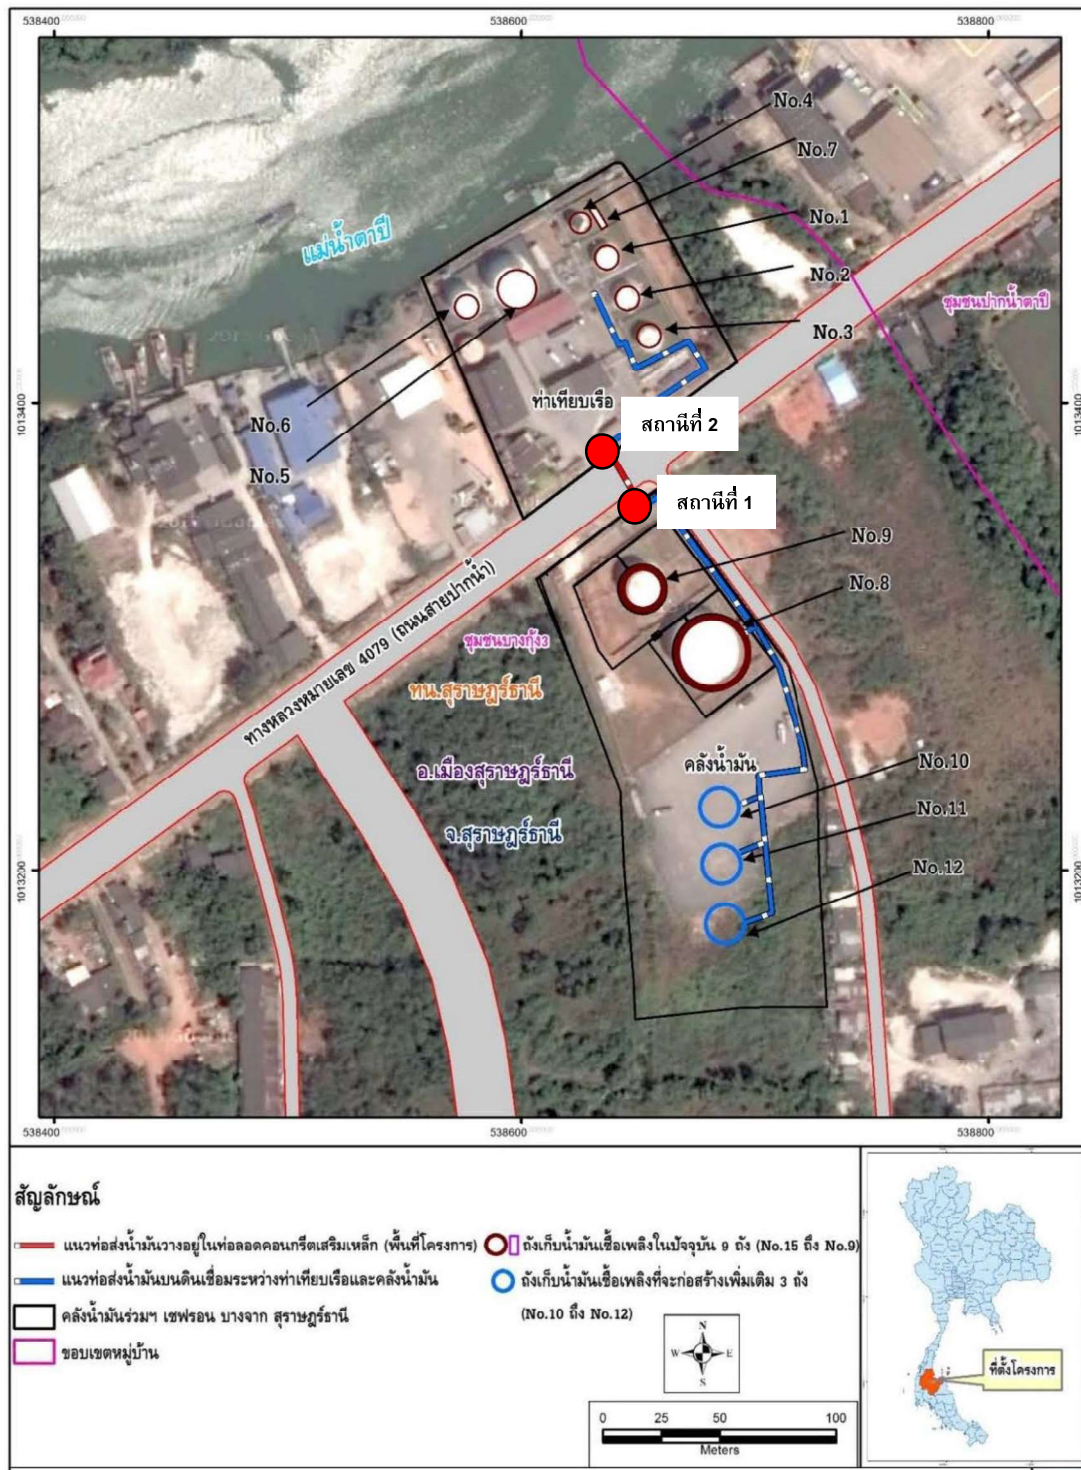 538400
538600
538800
No.4
No.7
No.1
แม่น้ำตาปี
No.2
ชุมชนปากน้ำตาปี
No.3
1013400
1013400
ท่าเทียบเรือ
No.6
สถานีที่ 2
No.5
สถานีที่ 1
No.9
No.8
ทางหลวงหมายเลข 4079 (ถนนสายปากน้ำ)
ชุมชนบางกุ้ง3
ทน.สุราษฎร์ธานี
คลังน้ำมัน
No.10
อ.เมืองสุราษฎร์ธานี
No.11
จ.สุราษฎร์ธานี
1013200
1013200
No.12
538400
538600
538800
สัญลักษณ์
แนวท่อส่งน้ำมันวางอยู่ในท่อลอดคอนกรีตเสริมเหล็ก (พื้นที่โครงการ)
แนวท่อส่งน้ำมันบนดินเชื่อมระหว่างท่าเทียบเรือและคลังน้ำมัน
คลังน้ำมันร่วมฯ เชฟรอน บางจาก สุราษฎร์ธานี
ขอบเขตหมู่บ้าน
ถังเก็บน้ำมันเชื้อเพลิงในปัจจุบัน 9 ถัง (No.15 ถึง No.9)
ถังเก็บน้ำมันเชื้อเพลิงที่จะก่อสร้างเพิ่มเติม 3 ถัง
(No.10 ถึง No.12)
N
W E
S
0 25 50 100
Meters
ที่ตั้งโครงการ